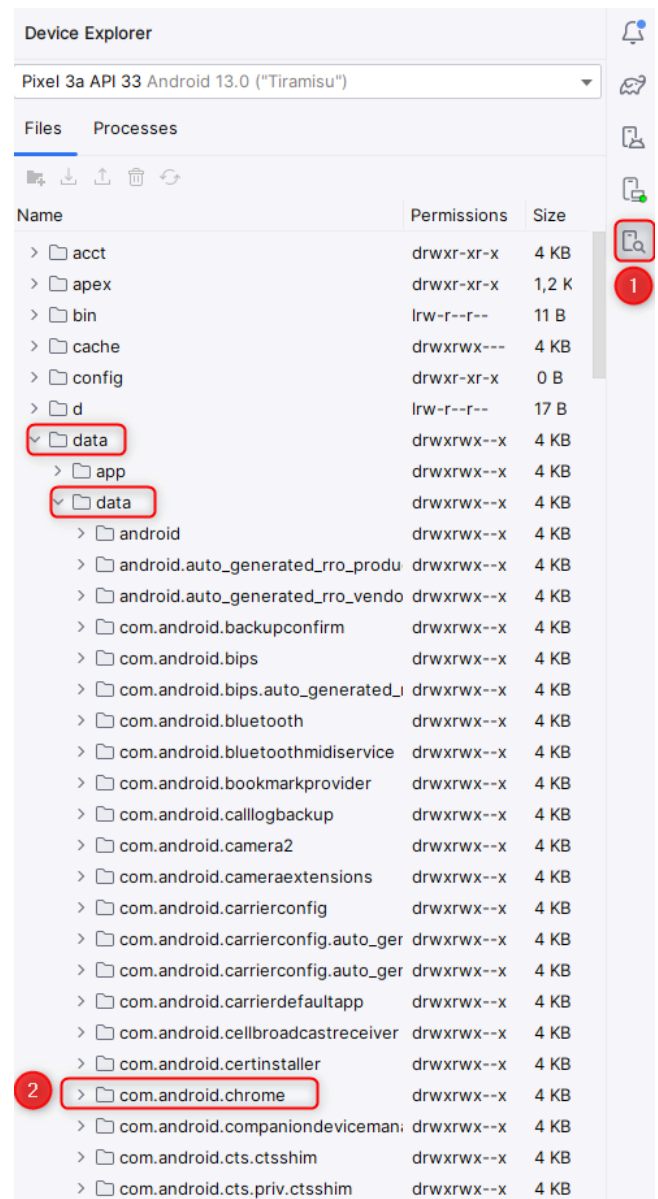 Device Explorer
Pixel 3a API 33 Android 13.0 ("Tiramisu")
Files Processes
Name Permissions Size
acct drwxr-xr-x 4 KB
apex drwxr-xr-x 1,2 K
1
bin lrw-r--r-- 11 B
cache drwxrwx--- 4 KB
config drwxr-xr-x 0 B
d lrw-r--r-- 17 B
data drwxrwx--x 4 KB
app drwxrwx--x 4 KB
data drwxrwx--x 4 KB
android drwxrwx--x 4 KB
android.auto_generated_rro_produ drwxrwx--x 4 KB
android.auto_generated_rro_vendo drwxrwx--x 4 KB
com.android.backupconfirm drwxrwx--x 4 KB
com.android.bips drwxrwx--x 4 KB
com.android.bips.auto_generated_ drwxrwx--x 4 KB
com.android.bluetooth drwxrwx--x 4 KB
com.android.bluetoothmidiservice drwxrwx--x 4 KB
com.android.bookmarkprovider drwxrwx--x 4 KB
com.android.calllogbackup drwxrwx--x 4 KB
com.android.camera2 drwxrwx--x 4 KB
com.android.cameraextensions drwxrwx--x 4 KB
com.android.carrierconfig drwxrwx--x 4 KB
com.android.carrierconfig.auto_ger drwxrwx--x 4 KB
com.android.carrierconfig.auto_ger drwxrwx--x 4 KB
com.android.carrierdefaultapp drwxrwx--x 4 KB
com.android.cellbroadcastreceiver drwxrwx--x 4 KB
com.android.certinstaller drwxrwx--x 4 KB
2 com.android.chrome drwxrwx--x 4 KB
com.android.companiondeviceman drwxrwx--x 4 KB
com.android.cts.ctsshim drwxrwx--x 4 KB
com.android.cts.priv.ctsshim drwxrwx--x 4 KB